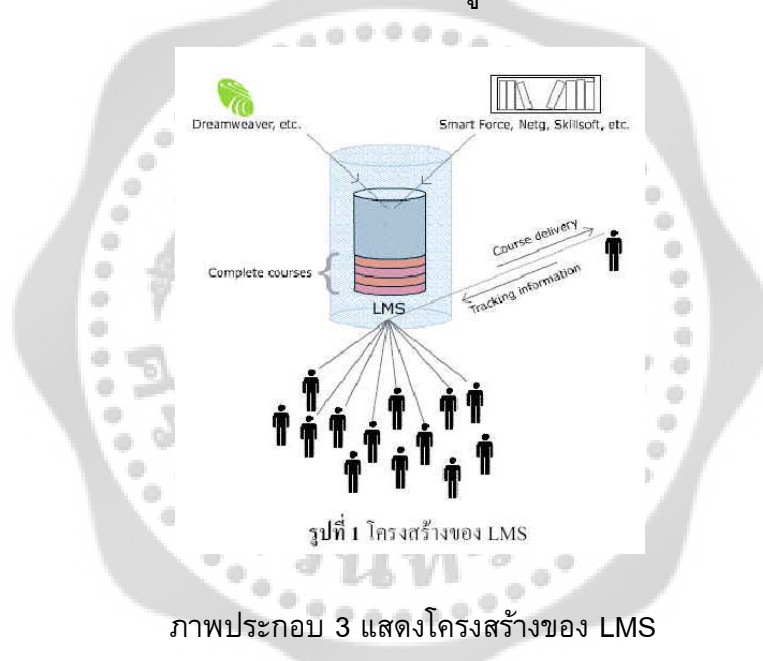 Dreamweaver, etc.
Smart Force, Netg, Skillsoft, etc.
Course delivery
Complete courses
Tracking information
LMS
รูปที่ 1 โครงสร้างของ LMS
ภาพประกอบ 3 แสดงโครงสร้างของ LMS